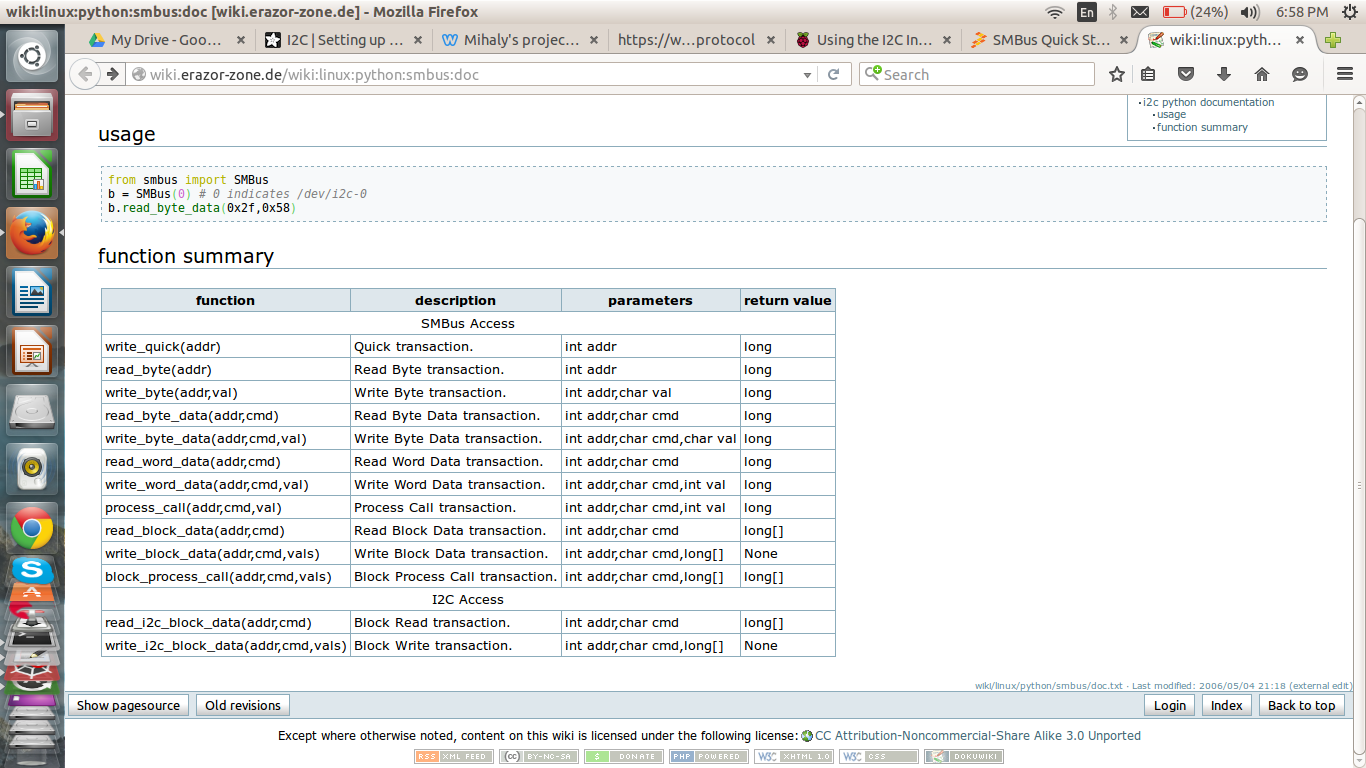 wiki:linux:python:smbus:doc [wiki.erazor-zone.de] - Mozilla Firefox
En
(24%)
6:58 PM
My Drive - Goo... ×
I2C | Setting up ... ×
Mihaly's projec... ×
https://w...protocol ×
Using the I2C In... ×
SMBus Quick St... ×
wiki:linux:pyth... ×
wiki.erazor-zone.de/wiki:linux:python:smbus:doc
Search
i2c python documentation
usage
function summary
usage
from smbus import SMBus
b = SMBus(0) # 0 indicates /dev/i2c-0
b.read_byte_data(0x2f,0x58)
function summary
function description parameters return value
SMBus Access
write_quick(addr) Quick transaction. int addr long
read_byte(addr) Read Byte transaction. int addr long
write_byte(addr,val) Write Byte transaction. int addr,char val long
read_byte_data(addr,cmd) Read Byte Data transaction. int addr,char cmd long
write_byte_data(addr,cmd,val) Write Byte Data transaction. int addr,char cmd,char val long
read_word_data(addr,cmd) Read Word Data transaction. int addr,char cmd long
write_word_data(addr,cmd,val) Write Word Data transaction. int addr,char cmd,int val long
process_call(addr,cmd,val) Process Call transaction. int addr,char cmd,int val long
read_block_data(addr,cmd) Read Block Data transaction. int addr,char cmd long[]
write_block_data(addr,cmd,vals) Write Block Data transaction. int addr,char cmd,long[] None
block_process_call(addr,cmd,vals) Block Process Call transaction. int addr,char cmd,long[] long[]
I2C Access
read_i2c_block_data(addr,cmd) Block Read transaction. int addr,char cmd long[]
write_i2c_block_data(addr,cmd,vals) Block Write transaction. int addr,char cmd,long[] None
wiki/linux/python/smbus/doc.txt · Last modified: 2006/05/04 21:18 (external edit)
Show pagesource Old revisions Login Index Back to top
Except where otherwise noted, content on this wiki is licensed under the following license: CC Attribution-Noncommercial-Share Alike 3.0 Unported
RSS XML FEED
CC BY-NC-SA
$ DONATE
PHP POWERED
W3C XHTML 1.0
W3C CSS
DOKUWIKI